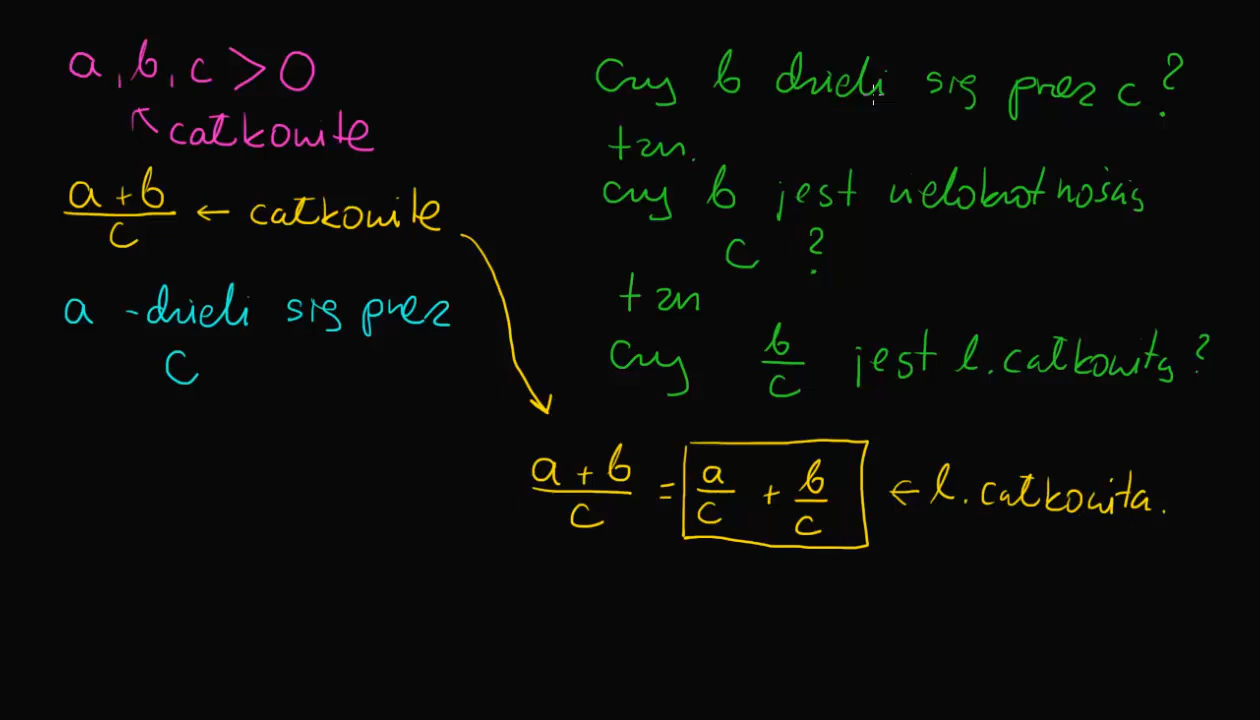 a, b, c > 0
całkowite
a + b / c ← całkowite
a - dzieli się przez
c
Czy b dzieli się przez c?
tzn.
czy b jest wielokrotnością
c ?
tzn
czy b/c jest l. całkowitą?
a + b / c = a/c + b/c ← l. całkowita.